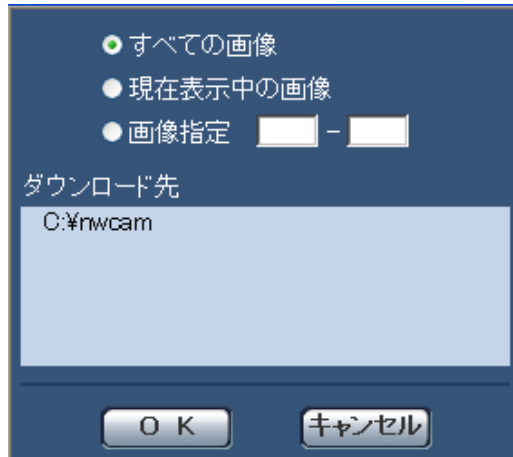 すべての画像
現在表示中の画像
画像指定 -
ダウンロード先
C:¥nwcam
OK キャンセル